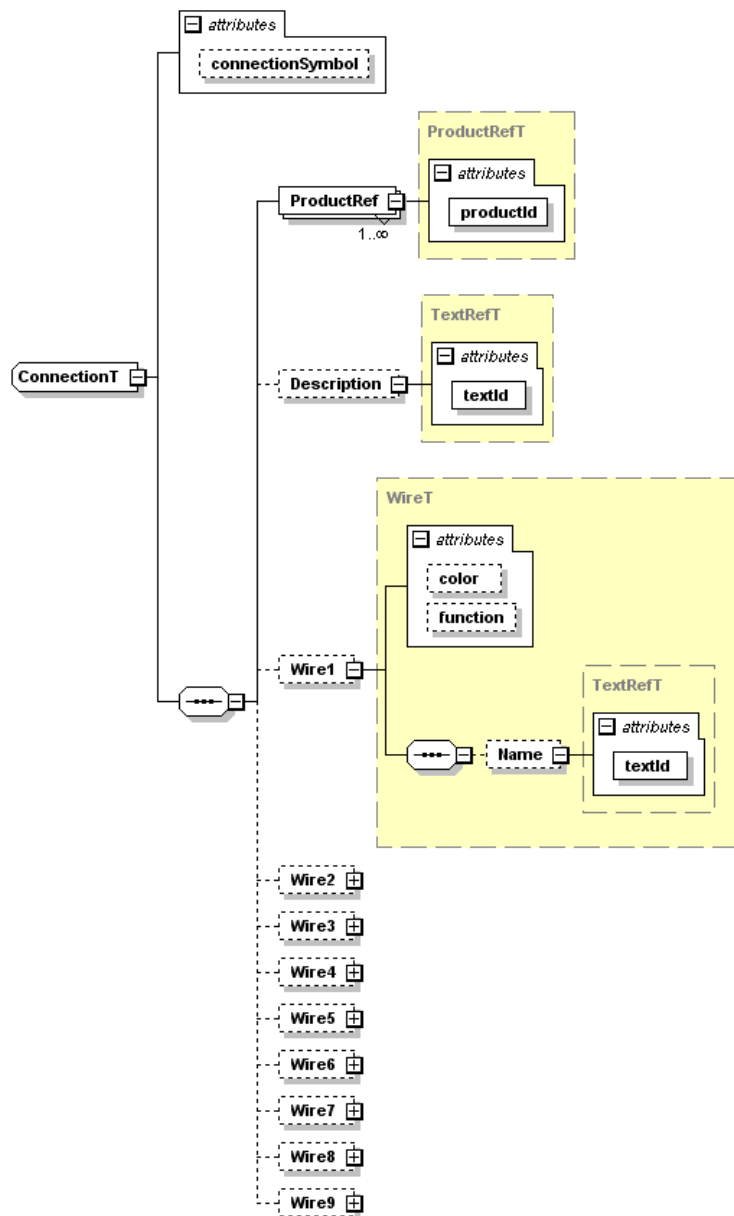 attributes
connectionSymbol
ProductRefT
attributes
ProductRef
productId
1..∞
TextRefT
attributes
ConnectionT
Description
textId
WireT
attributes
color
function
Wire1
TextRefT
attributes
Name
textId
Wire2
Wire3
Wire4
Wire5
Wire6
Wire7
Wire8
Wire9